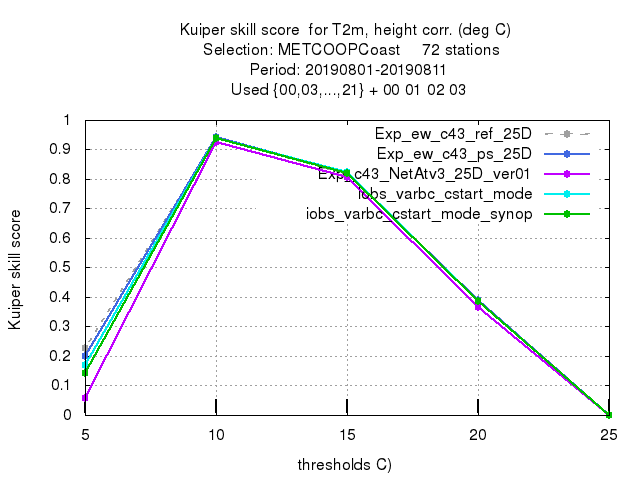 Kuiper skill score for T2m, height corr. (deg C)
Selection: METCOOPCoast 72 stations
Period: 20190801-20190811
Used {00,03,...,21} + 00 01 02 03
Kuiper skill score
1
0.9
0.8
0.7
0.6
0.5
0.4
0.3
0.2
0.1
0
Exp_ew_c43_ref_25D
Exp_ew_c43_ps_25D
Exp_c43_NetAtv3_25D_ver01
iobs_varbc_cstart_mode
iobs_varbc_cstart_mode_synop
5 10 15 20 25
thresholds C)